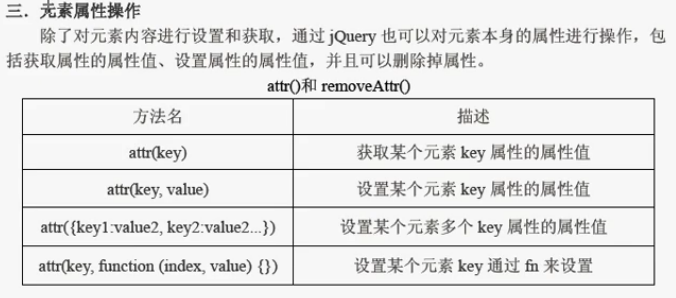 三．元素属性操作
除了对元素内容进行设置和获取，通过 jQuery 也可以对元素本身的属性进行操作，包
括获取属性的属性值、设置属性的属性值，并且可以删除掉属性。
attr()和 removeAttr()
方法名 描述
attr(key) 获取某个元素 key 属性的属性值
attr(key, value) 设置某个元素 key 属性的属性值
attr({key1:value2, key2:value2...}) 设置某个元素多个 key 属性的属性值
attr(key, function (index, value) {}) 设置某个元素 key 通过 fn 来设置